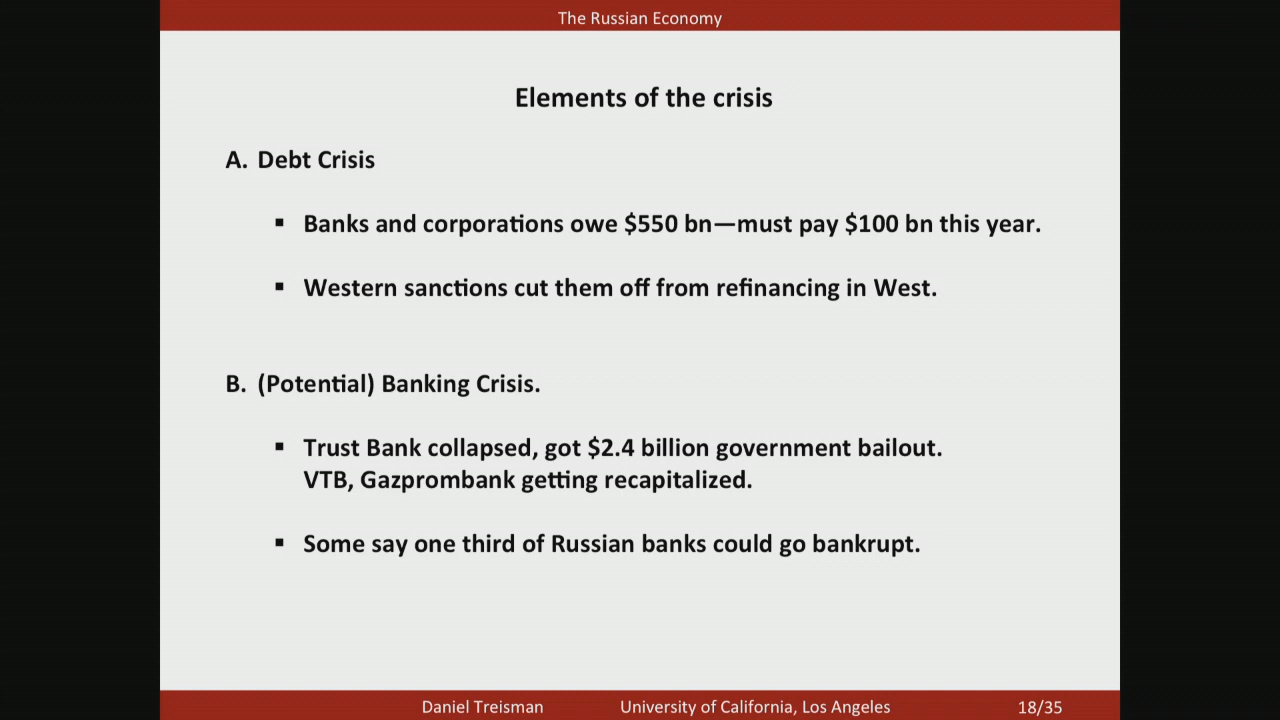 The Russian Economy
Elements of the crisis
A. Debt Crisis
▪ Banks and corporations owe $550 bn—must pay $100 bn this year.
▪ Western sanctions cut them off from refinancing in West.
B. (Potential) Banking Crisis.
▪ Trust Bank collapsed, got $2.4 billion government bailout.
VTB, Gazprombank getting recapitalized.
▪ Some say one third of Russian banks could go bankrupt.
Daniel Treisman University of California, Los Angeles 18/35